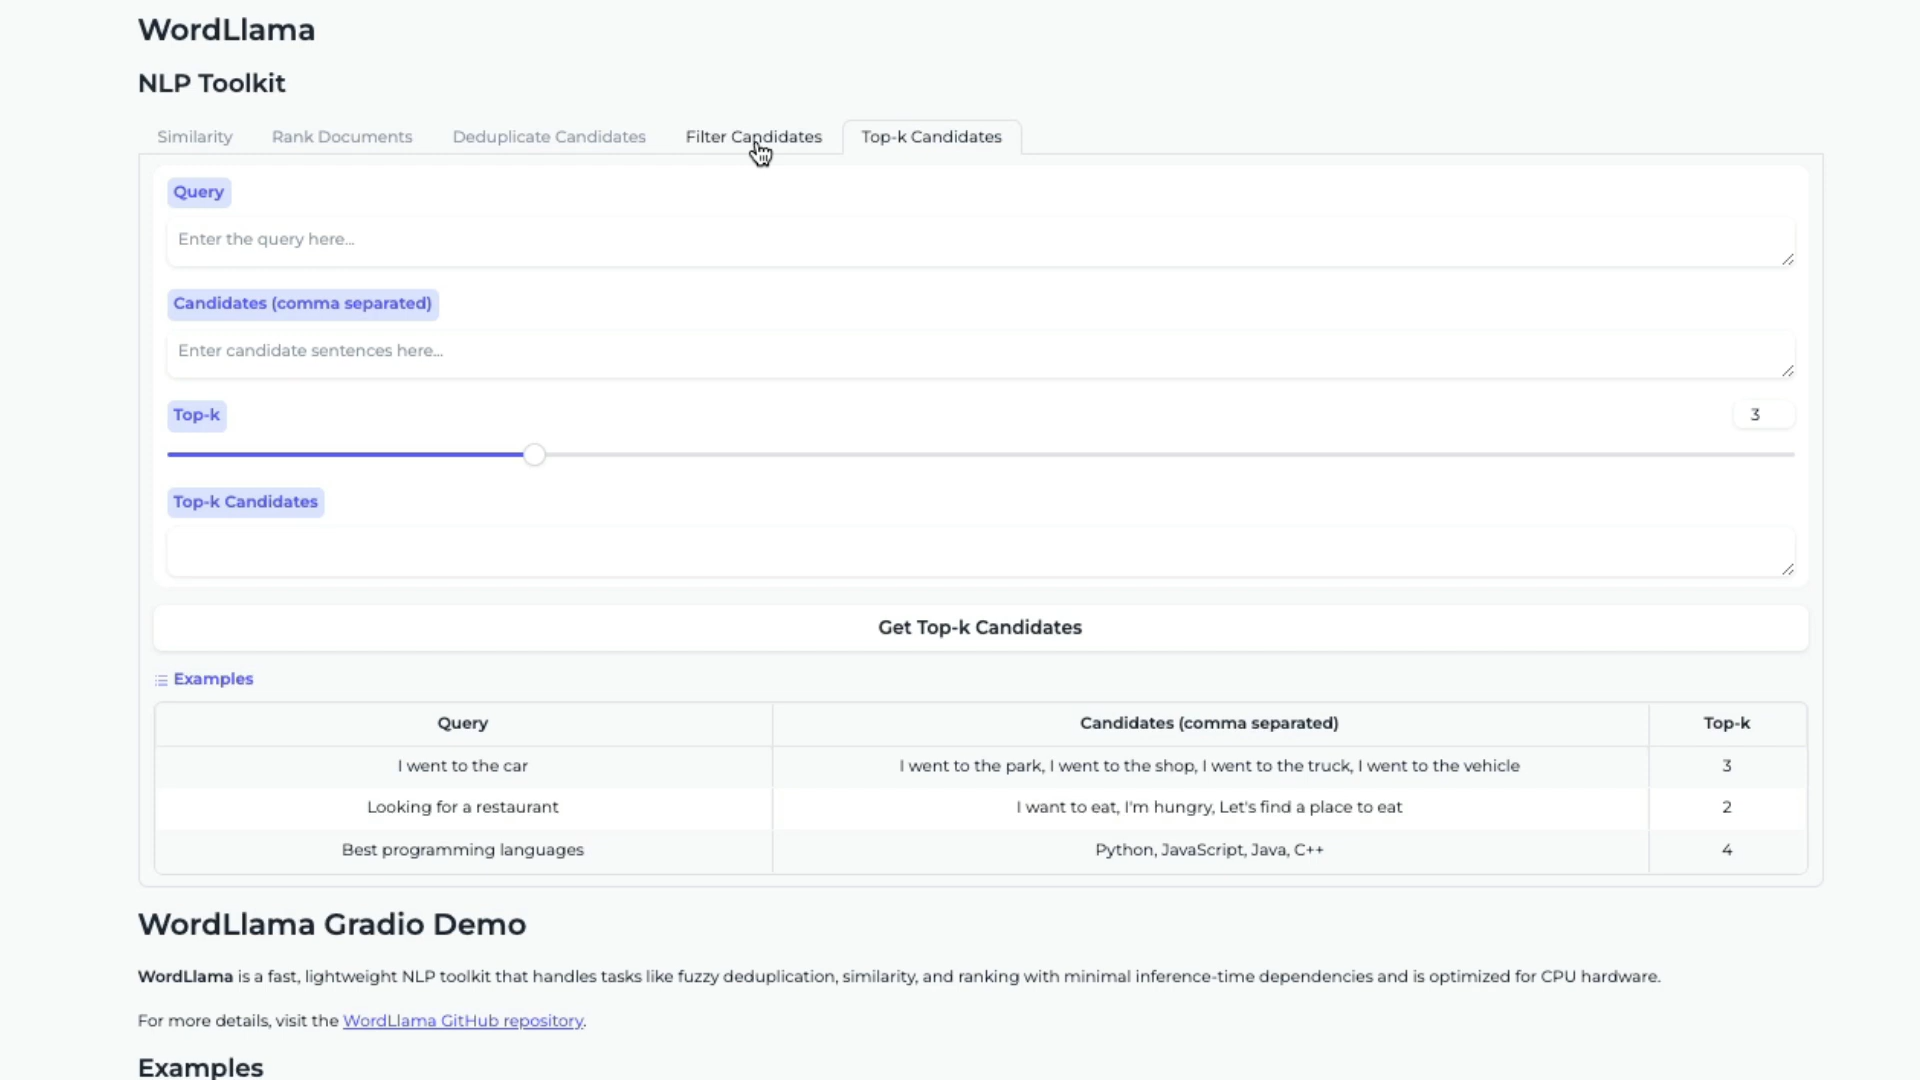 WordLlama
NLP Toolkit
Similarity Rank Documents Deduplicate Candidates Filter Candidates Top-k Candidates
Query
Enter the query here...
Candidates (comma separated)
Enter candidate sentences here...
Top-k 3
Top-k Candidates
Get Top-k Candidates
Examples
Query Candidates (comma separated) Top-k
I went to the car I went to the park, I went to the shop, I went to the truck, I went to the vehicle 3
Looking for a restaurant I want to eat, I'm hungry, Let's find a place to eat 2
Best programming languages Python, JavaScript, Java, C++ 4
WordLlama Gradio Demo
WordLlama is a fast, lightweight NLP toolkit that handles tasks like fuzzy deduplication, similarity, and ranking with minimal inference-time dependencies and is optimized for CPU hardware.
For more details, visit the WordLlama GitHub repository.
Examples